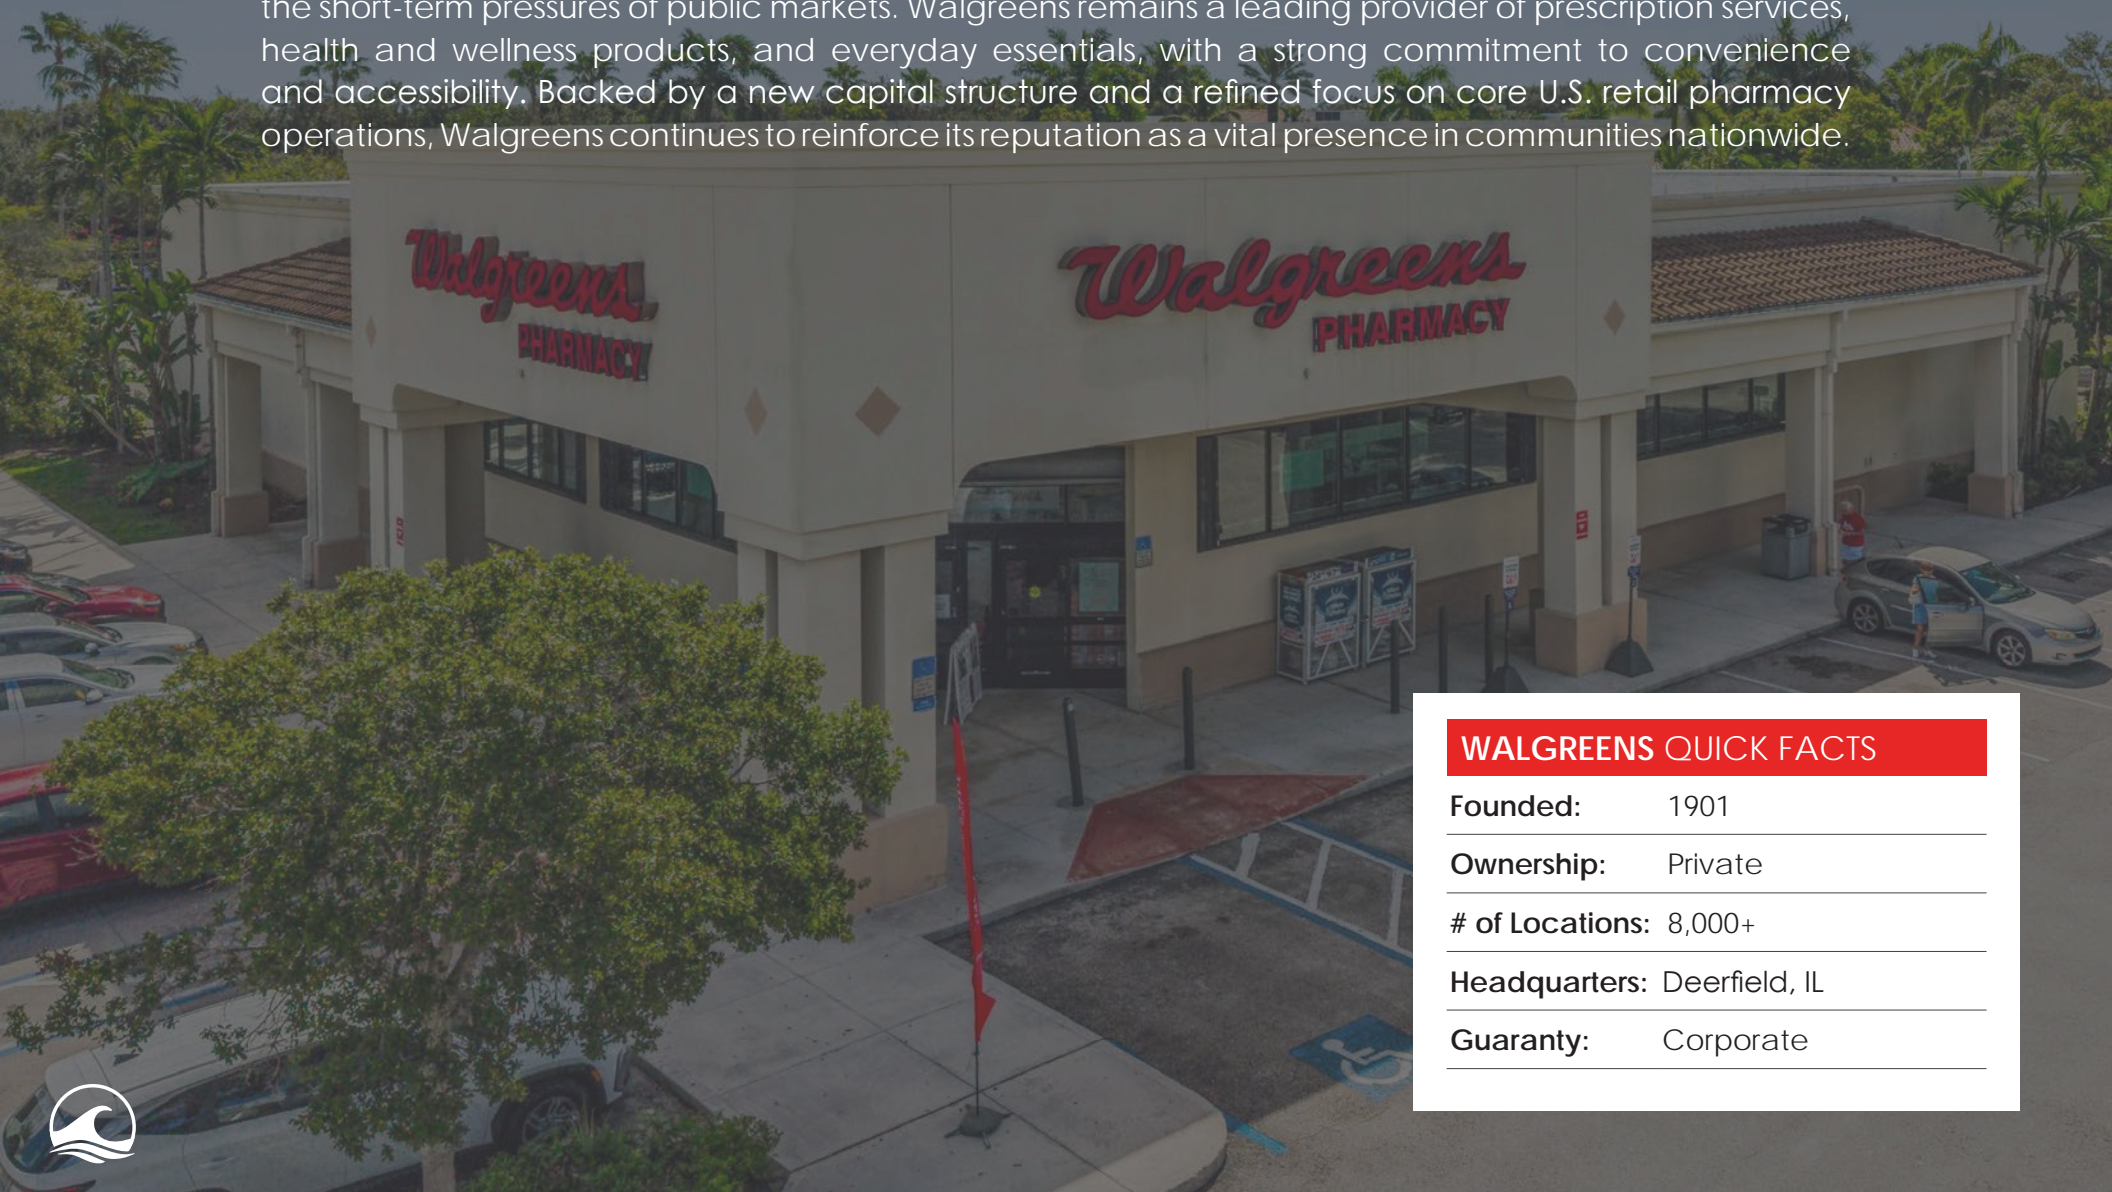 the short-term pressures of public markets. Walgreens remains a leading provider of prescription services,
health and wellness products, and everyday essentials, with a strong commitment to convenience
and accessibility. Backed by a new capital structure and a refined focus on core U.S. retail pharmacy
operations, Walgreens continues to reinforce its reputation as a vital presence in communities nationwide.
Walgreens
PHARMACY
Walgreens
PHARMACY
WALGREENS QUICK FACTS
Founded: 1901
Ownership: Private
# of Locations: 8,000+
Headquarters: Deerfield, IL
Guaranty: Corporate